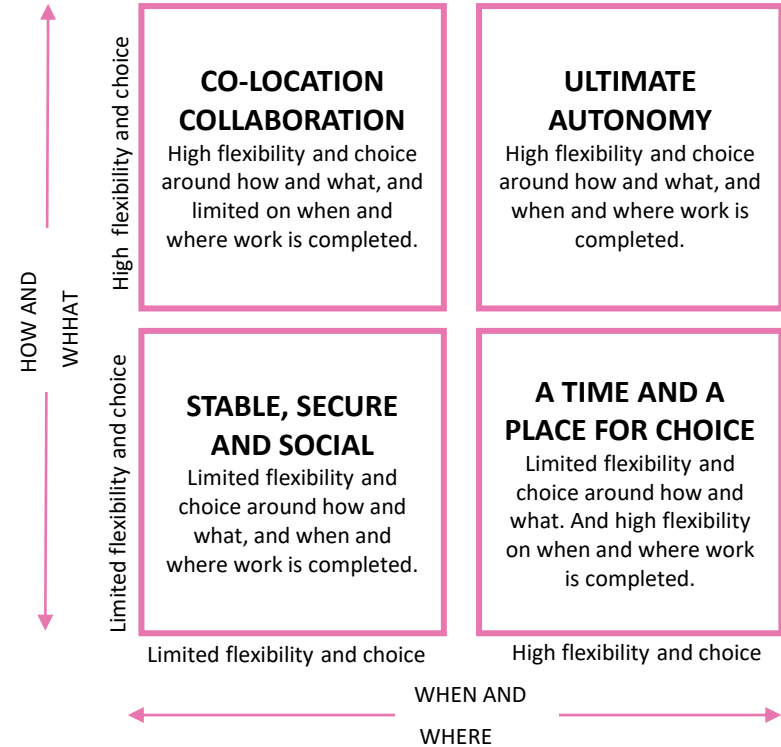 HOW AND
WHHAT
High flexibility and choice
CO-LOCATION
COLLABORATION
High flexibility and choice
around how and what, and
limited on when and
where work is completed.
ULTIMATE
AUTONOMY
High flexibility and choice
around how and what, and
when and where work is
completed.
Limited flexibility and choice
STABLE, SECURE
AND SOCIAL
Limited flexibility and
choice around how and
what, and when and
where work is completed.
A TIME AND A
PLACE FOR CHOICE
Limited flexibility and
choice around how and
what. And high flexibility
on when and where work
is completed.
Limited flexibility and choice
High flexibility and choice
WHEN AND
WHERE